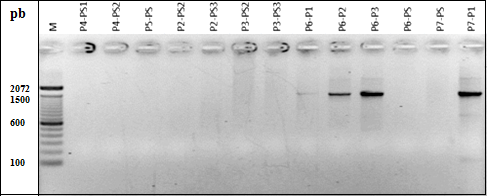 pb
M
P4-PS1
P4-PS2
P5-PS
P2-PS2
P2-PS3
P3-PS2
P3-PS3
P6-P1
P6-P2
P6-P3
P6-PS
P7-PS
P7-P1
2072
1500
600
100